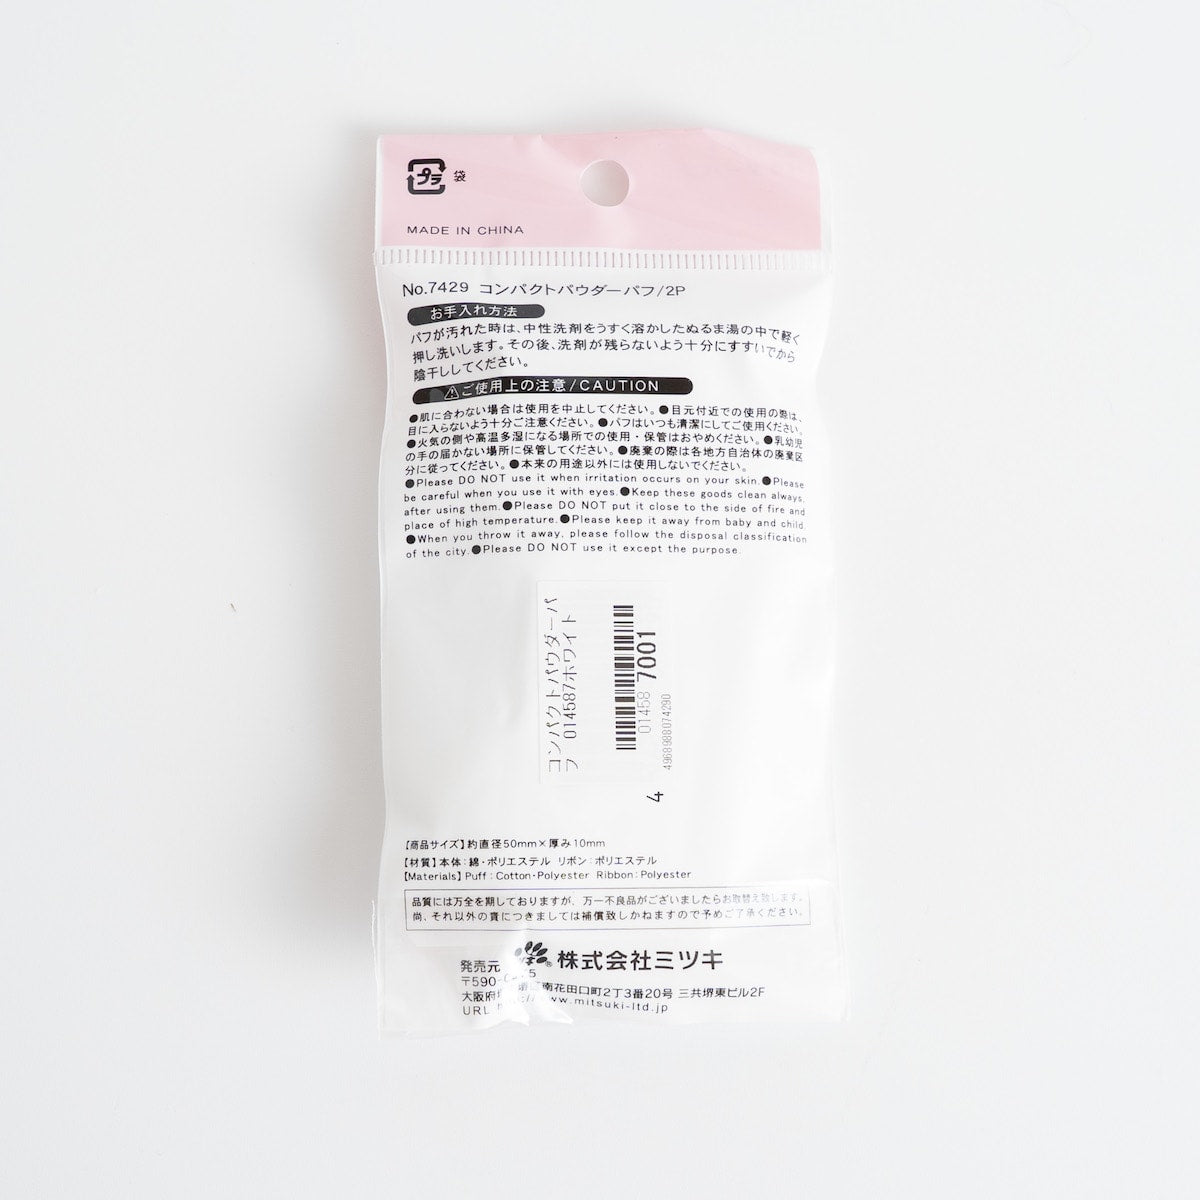 プラ 袋
MADE IN CHINA
No.7429 コンパクトパウダーパフ/2P
お手入れ方法
パフが汚れた時は、中性洗剤をうすく溶かしたぬるま湯の中で軽く
押し洗いします。その後、洗剤が残らないよう十分にすすいでから
陰干ししてください。
⚠ご使用上の注意/CAUTION
●肌に合わない場合は使用を中止してください。●目元付近での使用の際は、
目に入らないよう十分ご注意ください。●パフはいつも清潔にしてご使用ください。
●火気の側や高温多湿になる場所での使用・保管はおやめください。●乳幼児
の手の届かない場所に保管してください。●廃棄の際は各地方自治体の廃棄区
分に従ってください。●本来の用途以外には使用しないでください。
●Please DO NOT use it when irritation occurs on your skin.●Please
be careful when you use it with eyes.●Keep these goods clean always,
after using them.●Please DO NOT put it close to the side of fire and
place of high temperature.●Please keep it away from baby and child.
●When you throw it away, please follow the disposal classification
of the city.●Please DO NOT use it except the purpose.
コンパクトパウダーパ
フ 014587ホワイト
01458 7001
4968988074290
4
【商品サイズ】約直径50mm×厚み10mm
【材質】本体:綿・ポリエステル リボン:ポリエステル
【Materials】Puff:Cotton・Polyester Ribbon:Polyester
品質には万全を期しておりますが、万一不良品がございましたらお取替え致します。
尚、それ以外の責につきましては補償致しかねますので予めご了承ください。
発売元 ® 株式会社ミツキ
〒590-
大阪府 南花田口町2丁3番20号 三共堺東ビル2F
URL www.mitsuki-ltd.jp